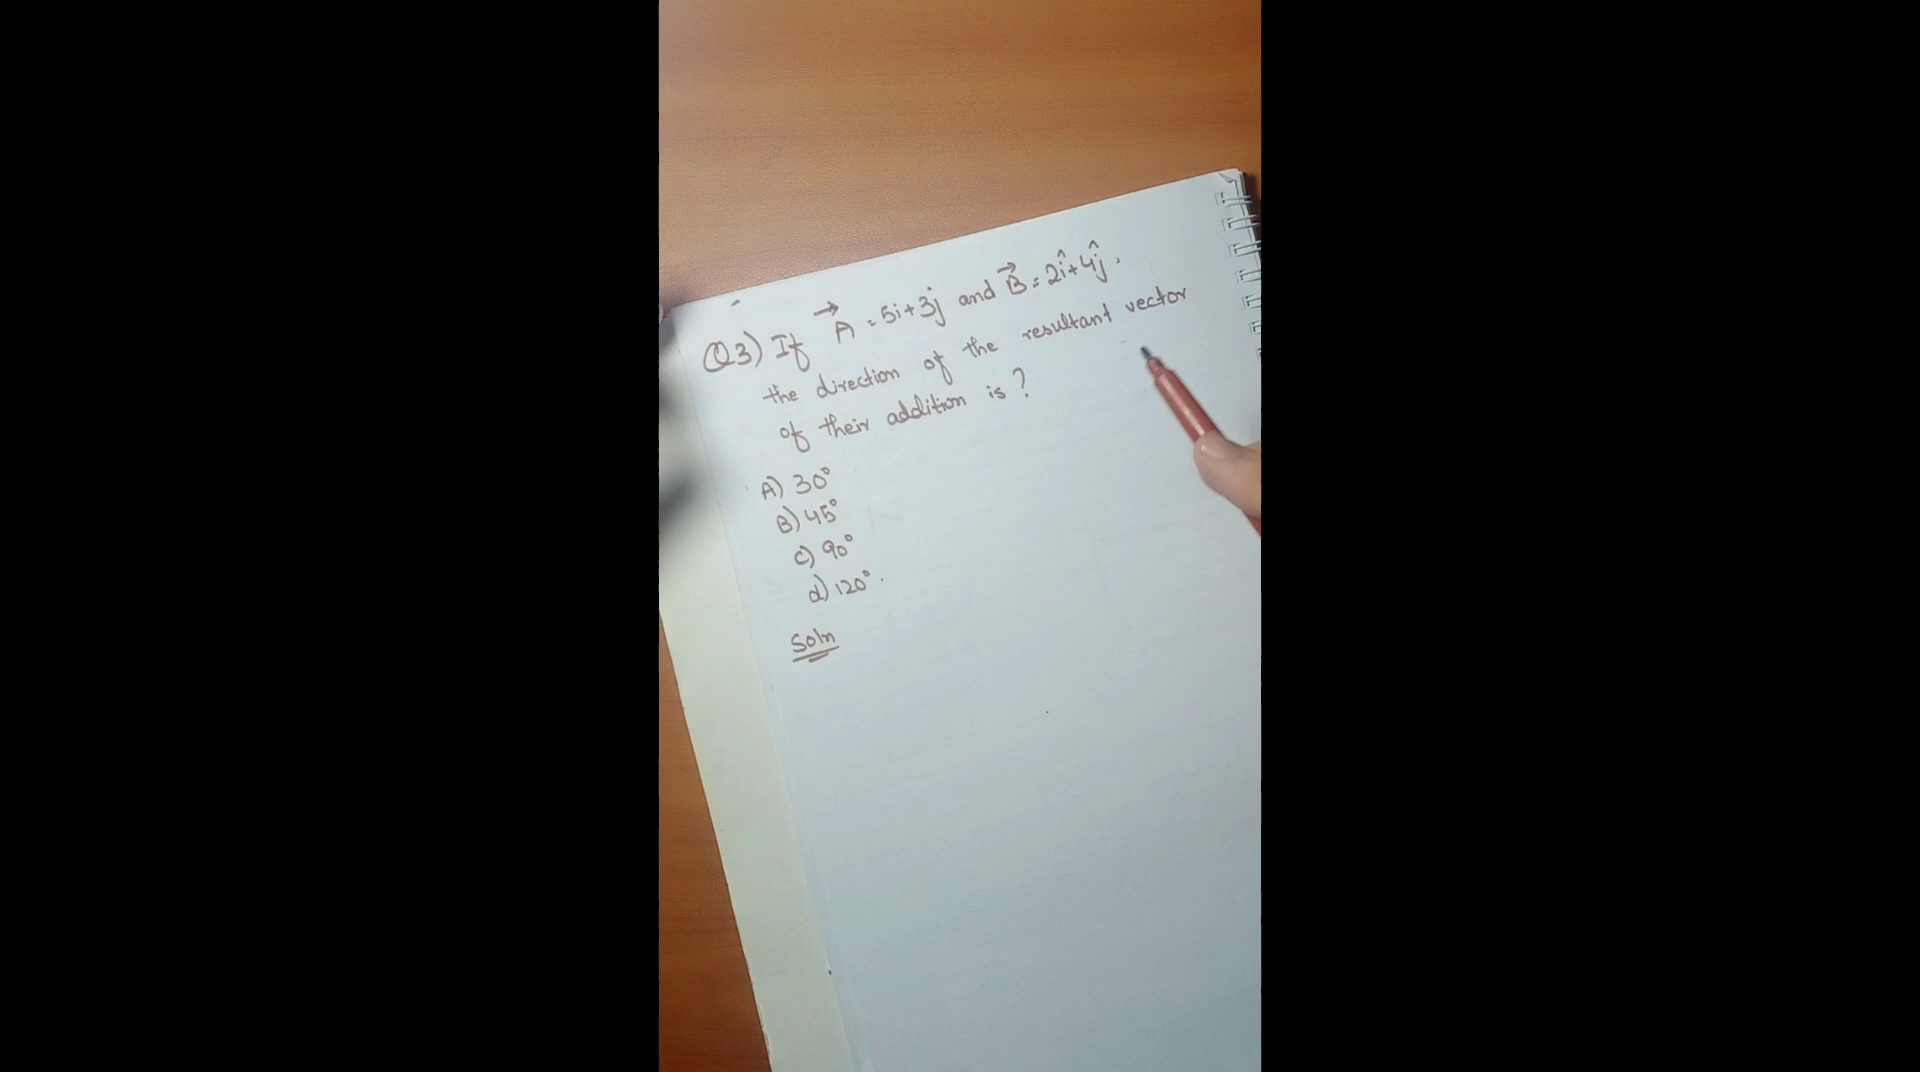 Q3) If A⃗ = 5i+3j and B⃗ = 2î+4ĵ.
the direction of the resultant vector
of their addition is?
A) 30°
B) 45°
C) 90°
d) 120°.
Soln